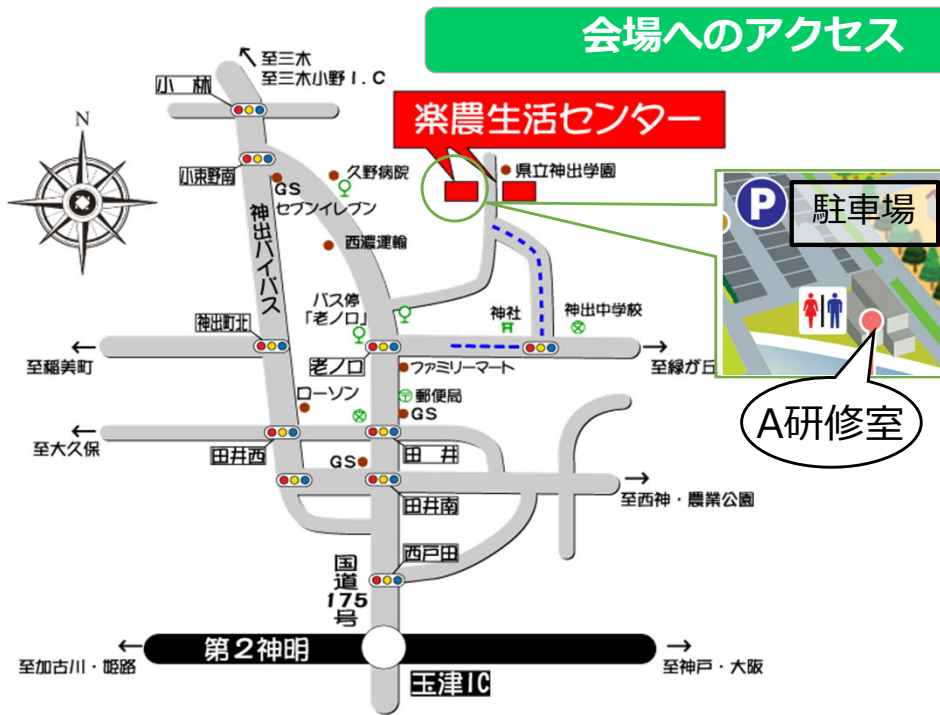 会場へのアクセス
至三木
至三木小野I.C
小林
N
楽農生活センター
小束野南
GS
セブンイレブン
久野病院
県立神出学園
P
駐車場
神出バイパス
西濃運輸
バス停
「老ノ口」
神社
神出中学校
神出町北
至稲美町
老ノ口
ファミリーマート
至緑が丘
ローソン
郵便局
GS
A研修室
至大久保
田井西
田井
GS
田井南
至西神・農業公園
西戸田
国道175号
第2神明
至加古川・姫路
至神戸・大阪
玉津IC